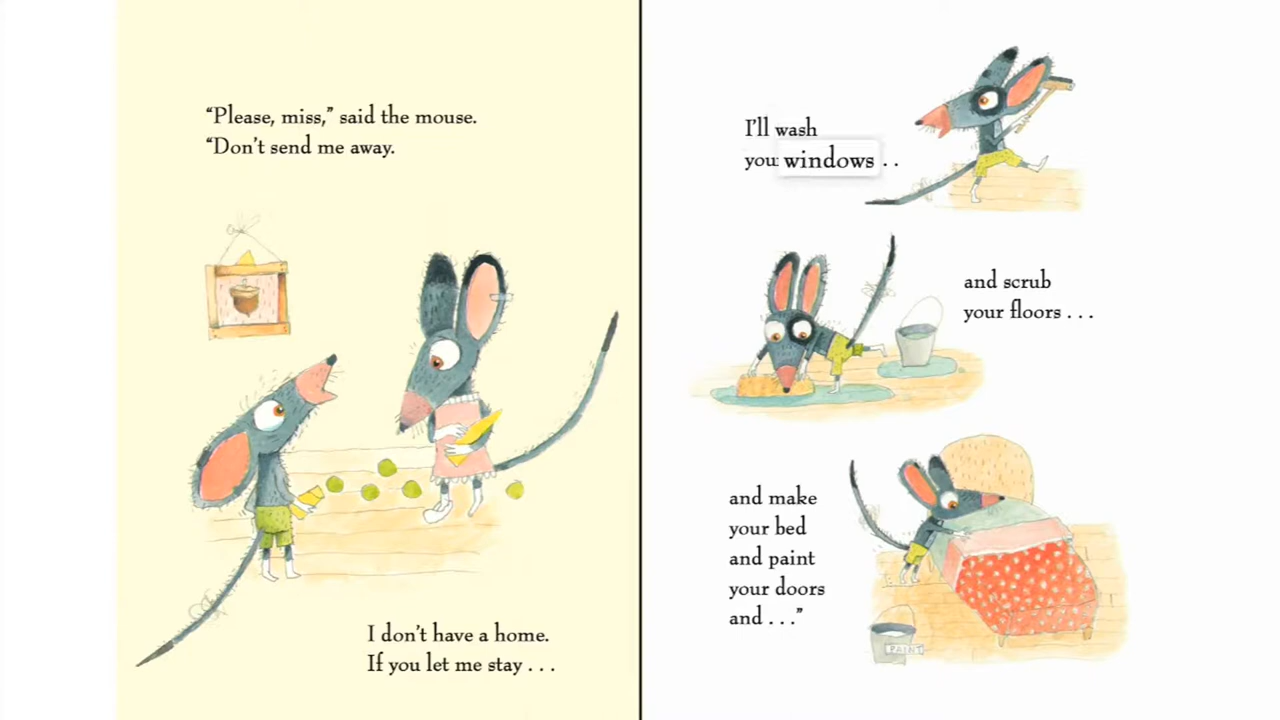 “Please, miss,” said the mouse.
“Don’t send me away.
I don’t have a home.
If you let me stay . . .
I’ll wash
you windows . .
and scrub
your floors . . .
and make
your bed
and paint
your doors
and . . .”
PAINT